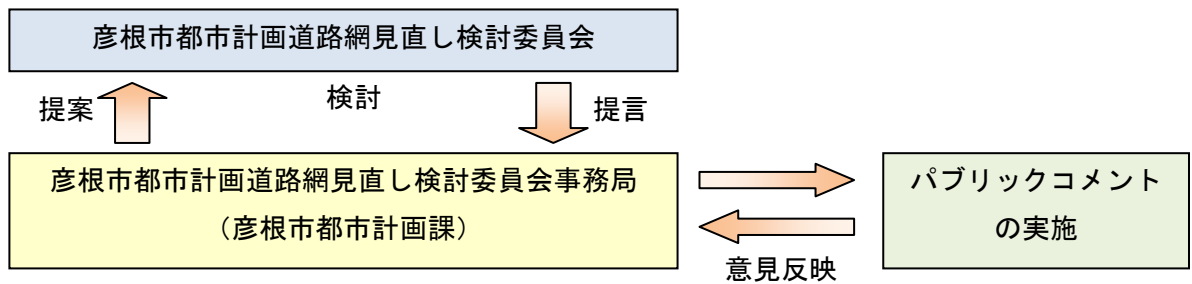 彦根市都市計画道路網見直し検討委員会
提案
検討
提言
彦根市都市計画道路網見直し検討委員会事務局
（彦根市都市計画課）
パブリックコメント
の実施
意見反映